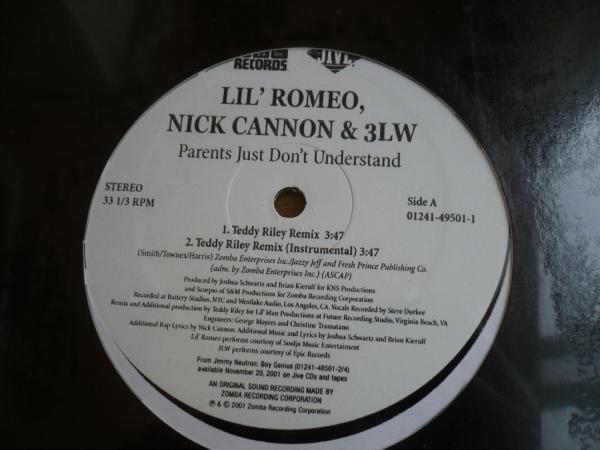 RECORDS
JIVE
LIL' ROMEO,
NICK CANNON & 3LW
Parents Just Don't Understand
STEREO
33 1/3 RPM
Side A
01241-49501-1
1. Teddy Riley Remix 3:47
2. Teddy Riley Remix (Instrumental) 3:47
(Smith/Townes/Harris) Zomba Enterprises Inc./Jazzy Jeff and Fresh Prince Publishing Co.
(adm. by Zomba Enterprises Inc.) (ASCAP)
Produced by Joshua Schwartz and Brian Kierulf for KNS Productions
and Scorpio of S&M Productions for Zomba Recording Corporation
Recorded at Battery Studios, NYC and Westlake Audio, Los Angeles, CA. Vocals Recorded by Steve Durkee
Remix and Additional production by Teddy Riley for Lil' Man Productions at Future Recording Studio, Virginia Beach, VA
Engineers: George Mayers and Christine Tramatano
Additional Rap Lyrics by Nick Cannon. Additional Music and Lyrics by Joshua Schwartz and Brian Kierulf
Lil' Romeo performs courtesy of Soulja Music Entertaiment
3LW performs courtesy of Epic Records
From Jimmy Neutron: Boy Genius (01241-48501-2/4)
available November 20, 2001 on Jive CDs and tapes
AN ORIGINAL SOUND RECORDING MADE BY
ZOMBA RECORDING CORPORATION
℗ & © 2001 Zomba Recording Corporation